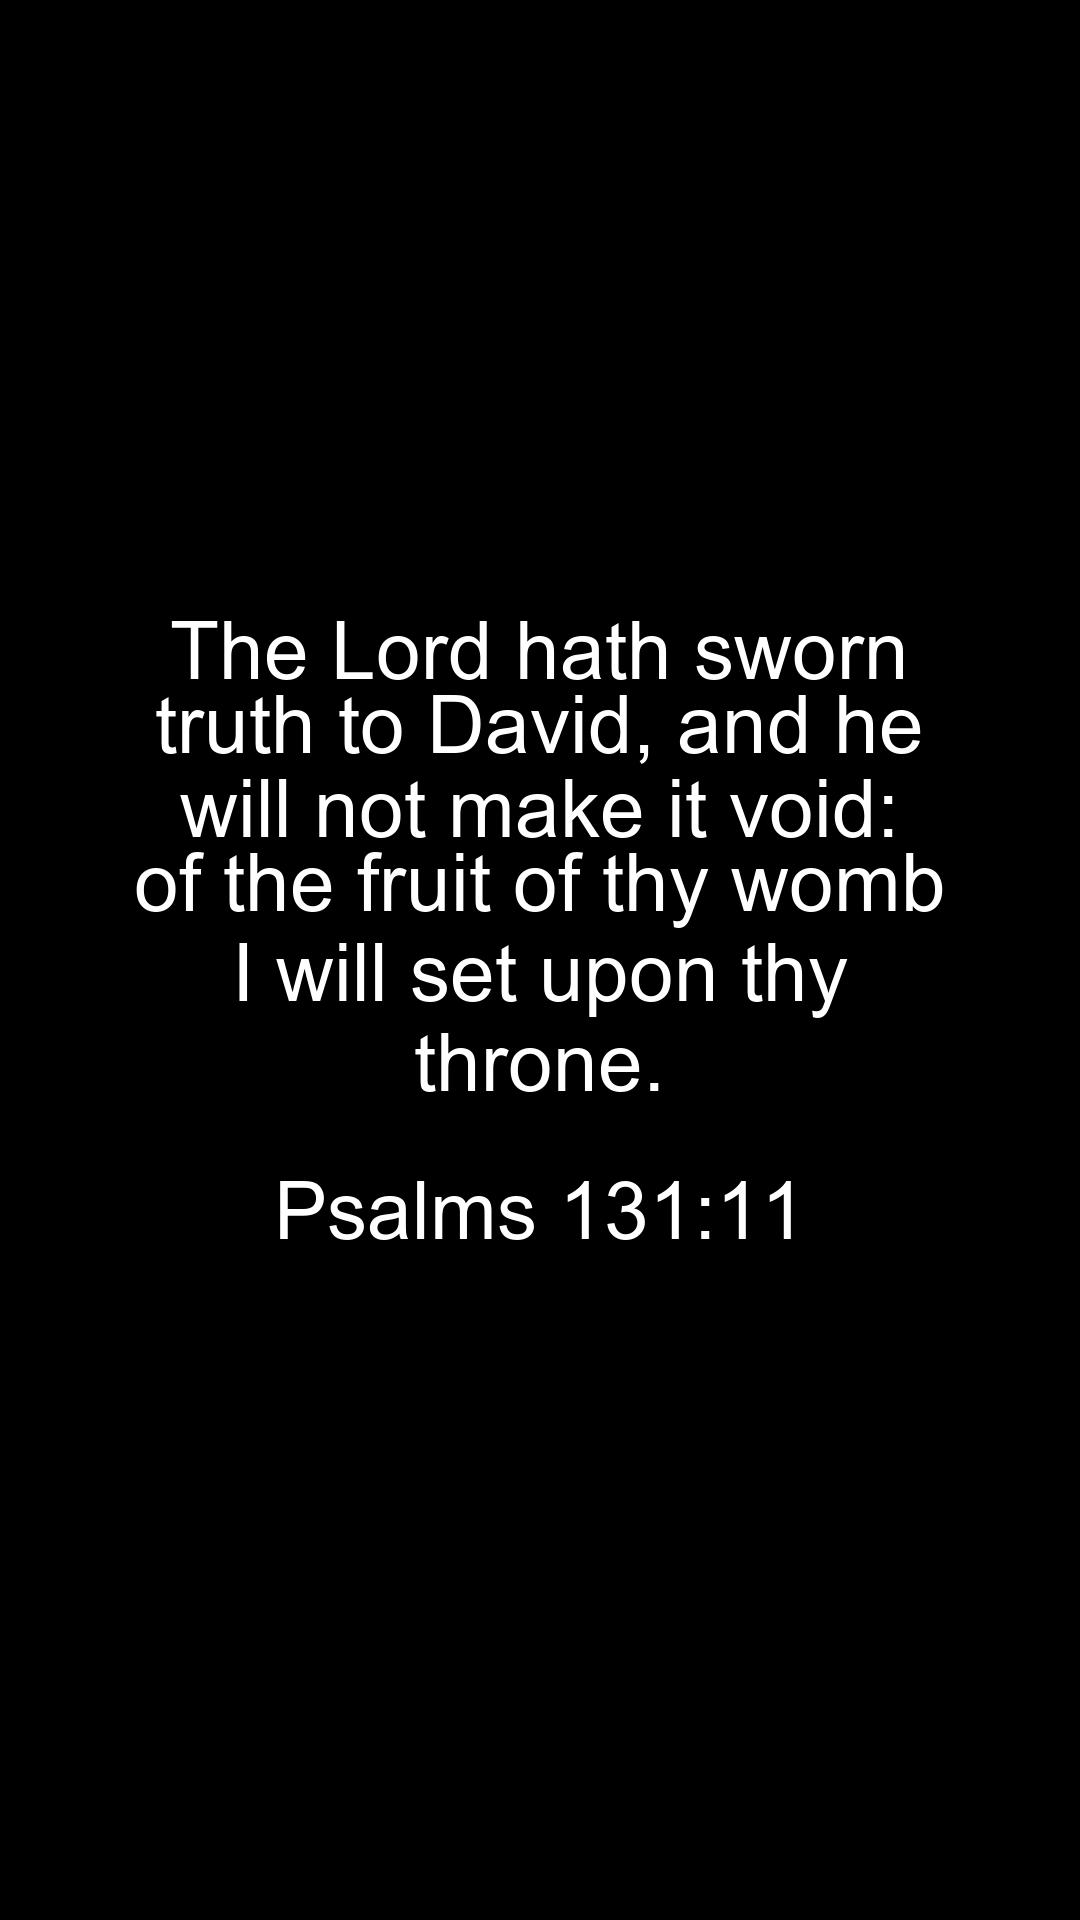 The Lord hath sworn
truth to David, and he
will not make it void:
of the fruit of thy womb
I will set upon thy
throne.
Psalms 131:11